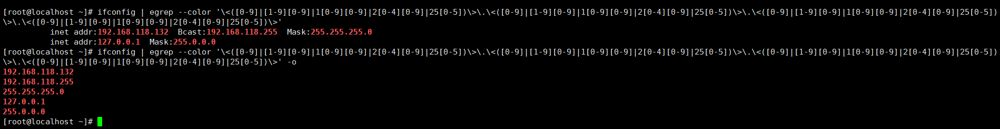 [root@localhost ~]# ifconfig | egrep --color '\<([0-9]|[1-9][0-9]|1[0-9][0-9]|2[0-4][0-9]|25[0-5])\>\.\<([0-9]|[1-9][0-9]|1[0-9][0-9]|2[0-4][0-9]|25[0-5])\>\.\<([0-9]|[1-9][0-9]|1[0-9][0-9]|2[0-4][0-9]|25[0-5])
\>\.\<([0-9]|[1-9][0-9]|1[0-9][0-9]|2[0-4][0-9]|25[0-5])\>'
          inet addr:192.168.118.132  Bcast:192.168.118.255  Mask:255.255.255.0
          inet addr:127.0.0.1  Mask:255.0.0.0
[root@localhost ~]# ifconfig | egrep --color '\<([0-9]|[1-9][0-9]|1[0-9][0-9]|2[0-4][0-9]|25[0-5])\>\.\<([0-9]|[1-9][0-9]|1[0-9][0-9]|2[0-4][0-9]|25[0-5])\>\.\<([0-9]|[1-9][0-9]|1[0-9][0-9]|2[0-4][0-9]|25[0-5])
\>\.\<([0-9]|[1-9][0-9]|1[0-9][0-9]|2[0-4][0-9]|25[0-5])\>' -o
192.168.118.132
192.168.118.255
255.255.255.0
127.0.0.1
255.0.0.0
[root@localhost ~]#